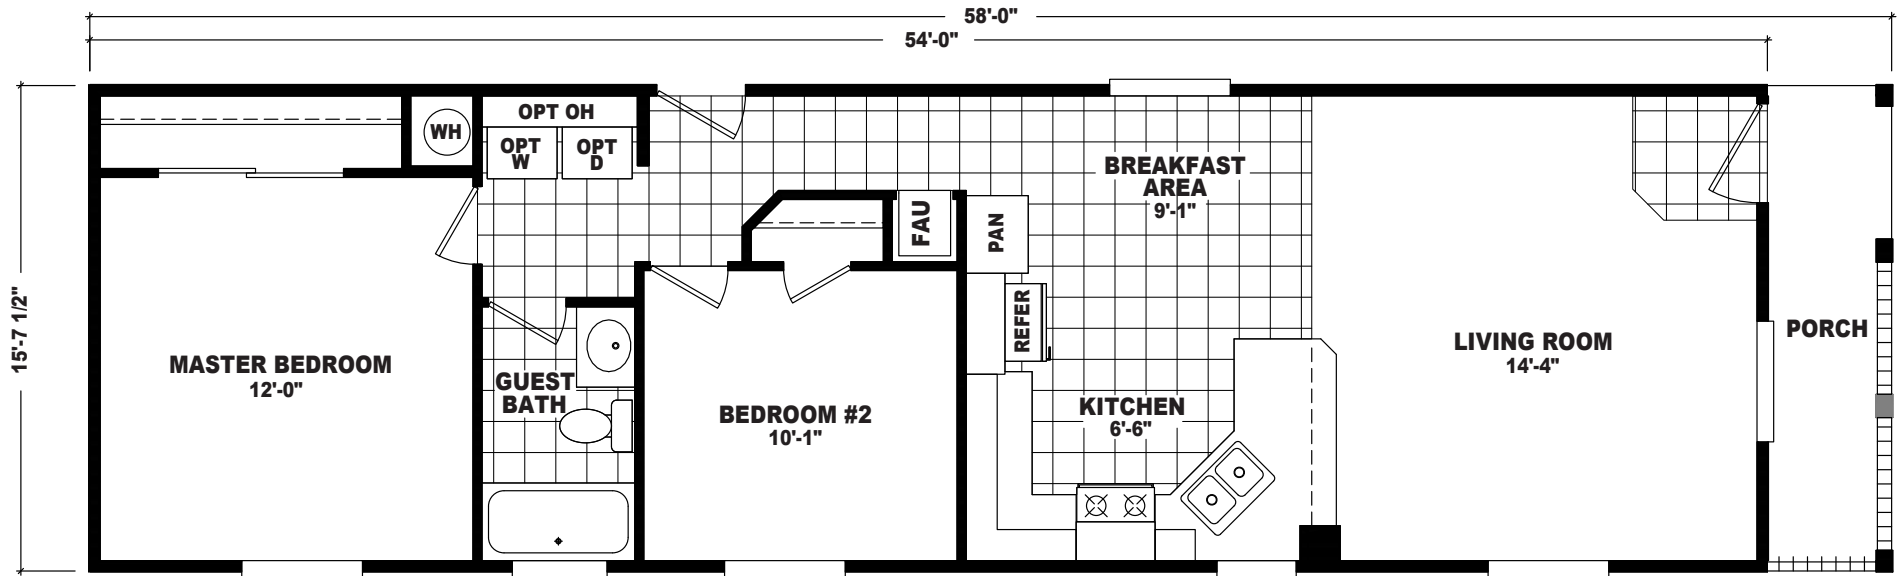 58'-0"
54'-0"
15'-7 1/2"
OPT OH
WH
OPT
W
OPT
D
BREAKFAST
AREA
9'-1"
FAU
PAN
REFER
PORCH
LIVING ROOM
14'-4"
MASTER BEDROOM
12'-0"
GUEST
BATH
BEDROOM #2
10'-1"
KITCHEN
6'-6"